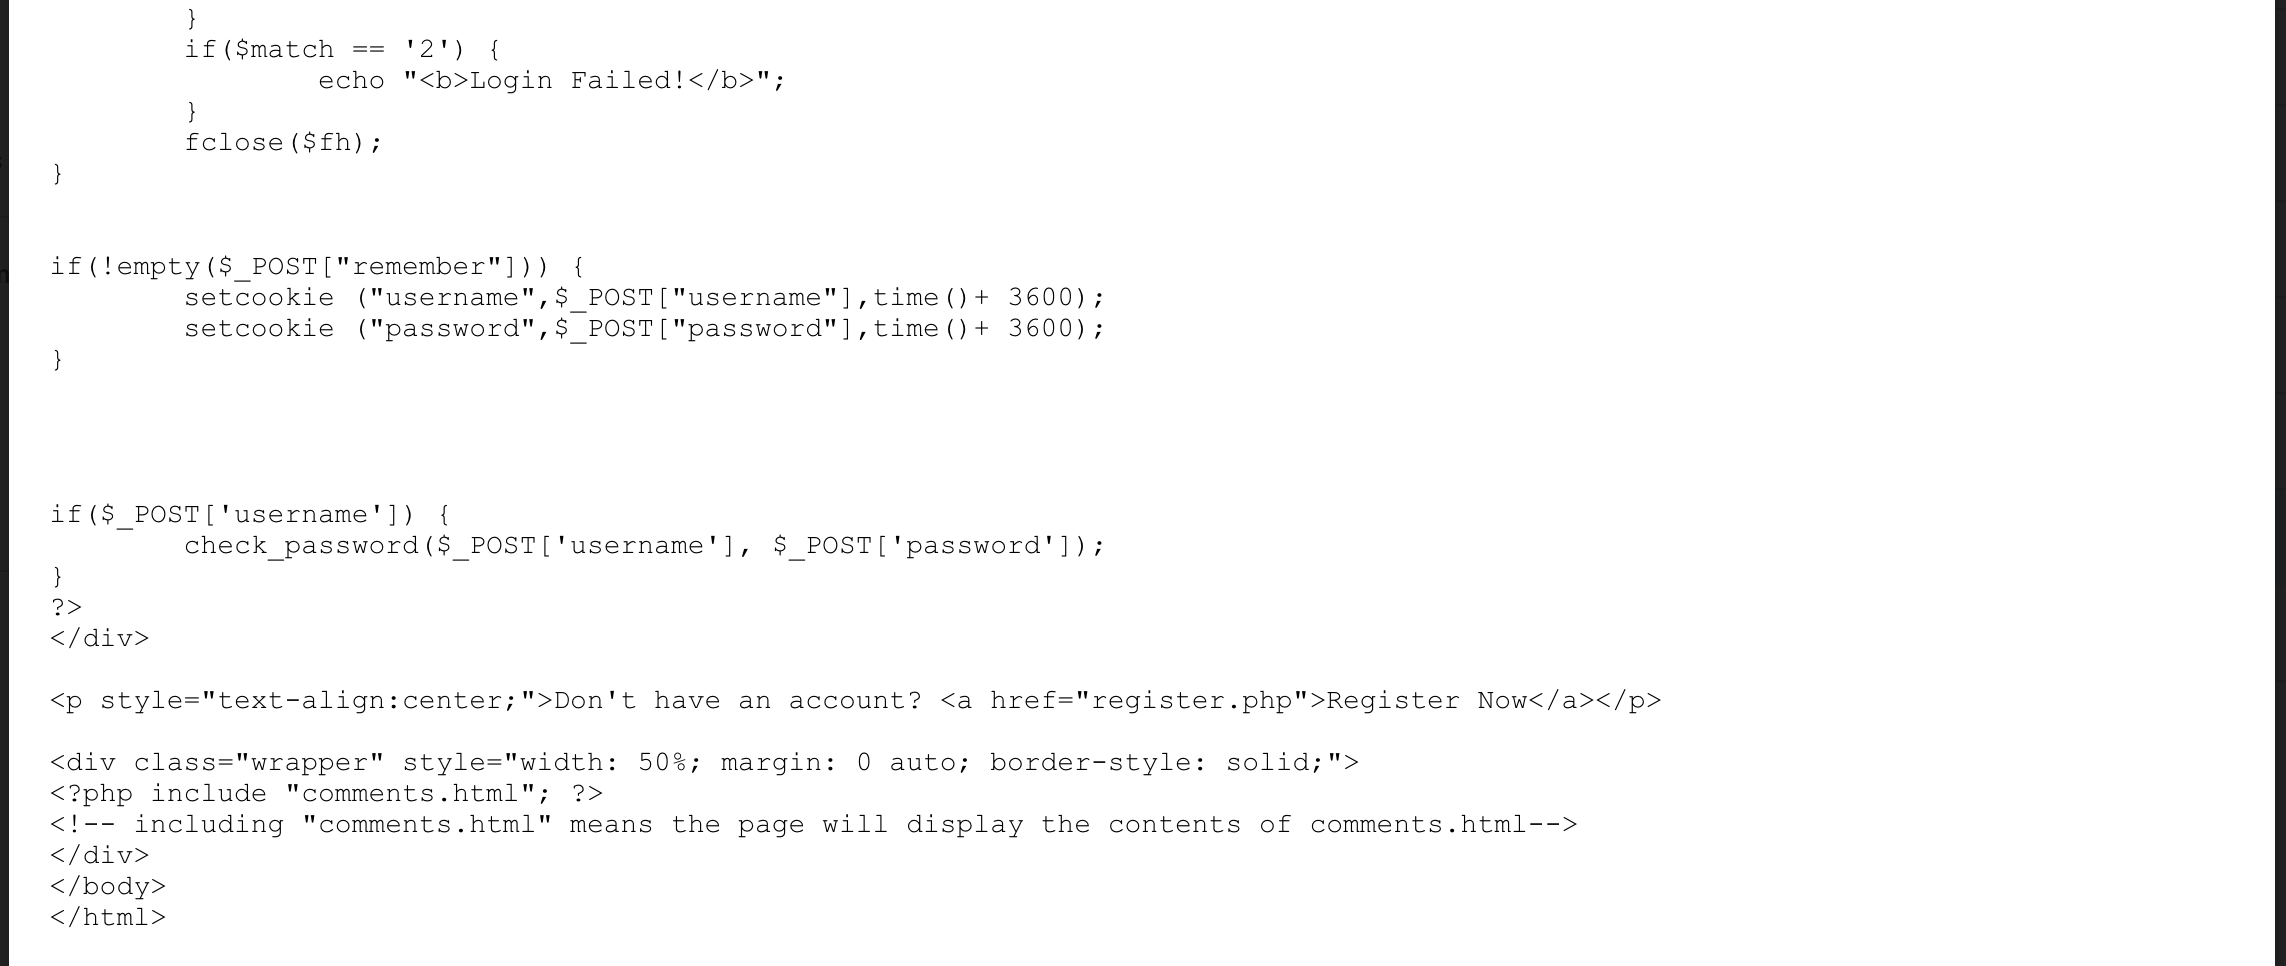 }
        if($match == '2') {
                echo "<b>Login Failed!</b>";
        }
        fclose($fh);
}
if(!empty($_POST["remember"])) {
        setcookie ("username",$_POST["username"],time()+ 3600);
        setcookie ("password",$_POST["password"],time()+ 3600);
}
if($_POST['username']) {
        check_password($_POST['username'], $_POST['password']);
}
?>
</div>
<p style="text-align:center;">Don't have an account? <a href="register.php">Register Now</a></p>
<div class="wrapper" style="width: 50%; margin: 0 auto; border-style: solid;">
<?php include "comments.html"; ?>
<!-- including "comments.html" means the page will display the contents of comments.html-->
</div>
</body>
</html>